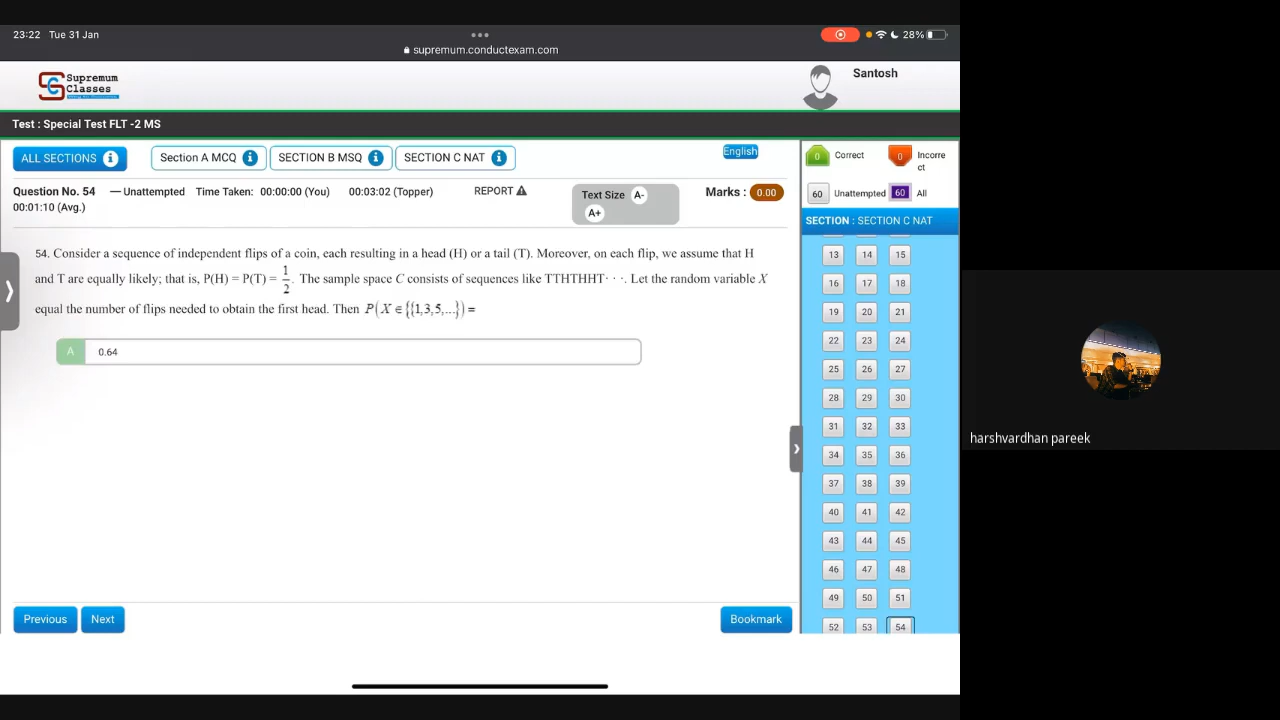 23:22 Tue 31 Jan
supremum.conductexam.com
28%
Supremum
Classes
Santosh
Test : Special Test FLT -2 MS
ALL SECTIONS i
Section A MCQ i
SECTION B MSQ i
SECTION C NAT i
English
Question No. 54 — Unattempted Time Taken: 00:00:00 (You) 00:03:02 (Topper)
00:01:10 (Avg.)
REPORT
Text Size A-
A+
Marks : 0.00
54. Consider a sequence of independent flips of a coin, each resulting in a head (H) or a tail (T). Moreover, on each flip, we assume that H
and T are equally likely; that is, P(H) = P(T) = 1/2. The sample space C consists of sequences like TTHTHHT· · ·. Let the random variable X
equal the number of flips needed to obtain the first head. Then P(X ∈{{1,3,5,...}) =
A 0.64
Previous
Next
Bookmark
0 Correct
0 Incorre
ct
60 Unattempted
60 All
SECTION : SECTION C NAT
13 14 15
16 17 18
19 20 21
22 23 24
25 26 27
28 29 30
31 32 33
34 35 36
37 38 39
40 41 42
43 44 45
46 47 48
49 50 51
52 53 54
harshvardhan pareek